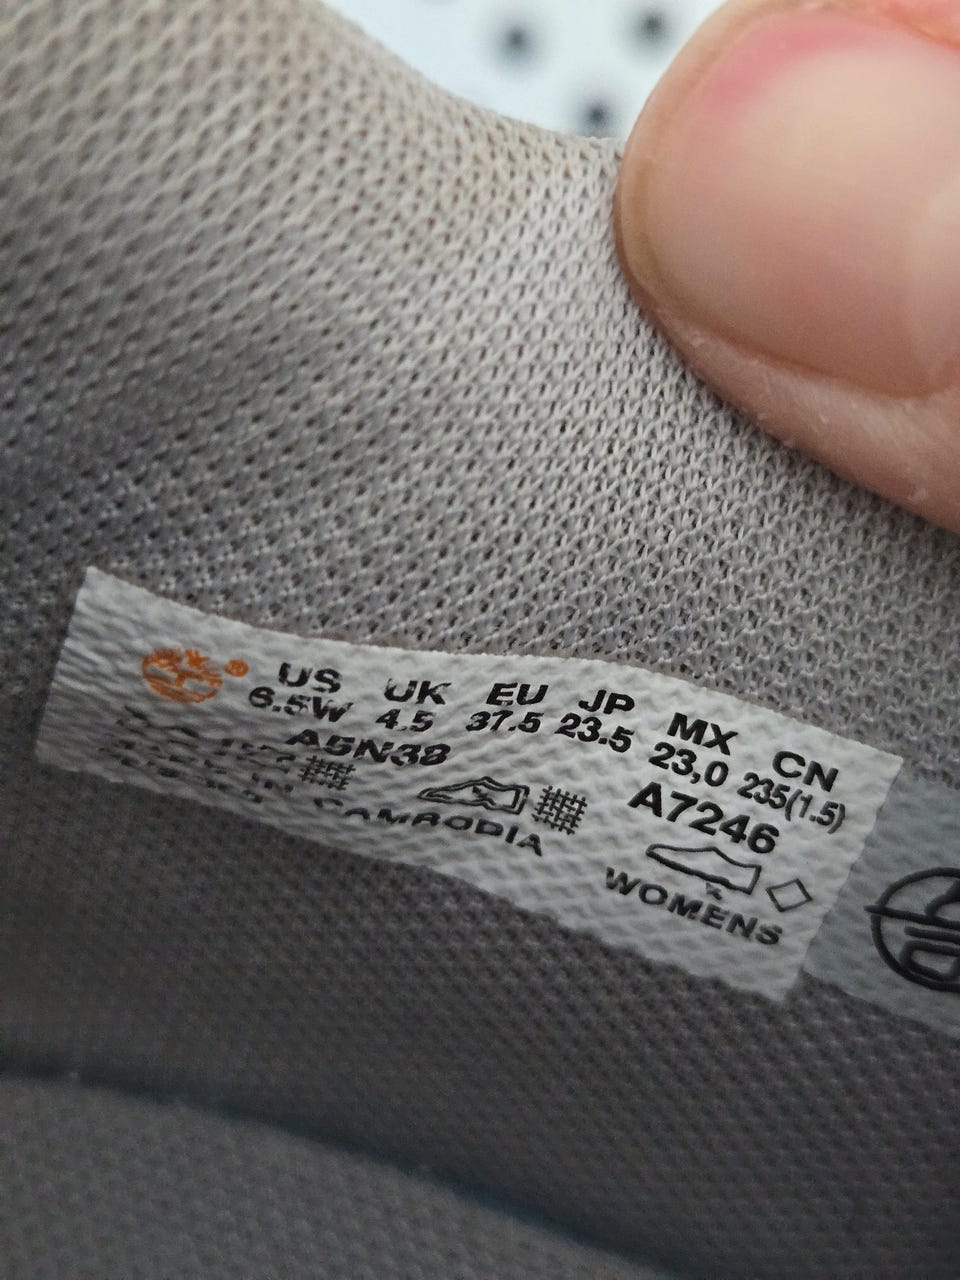 US UK EU JP MX CN
6.5W 4.5 37.5 23.5 23,0 235(1.5)
A5N38 A7246
CAMBODIA
WOMENS